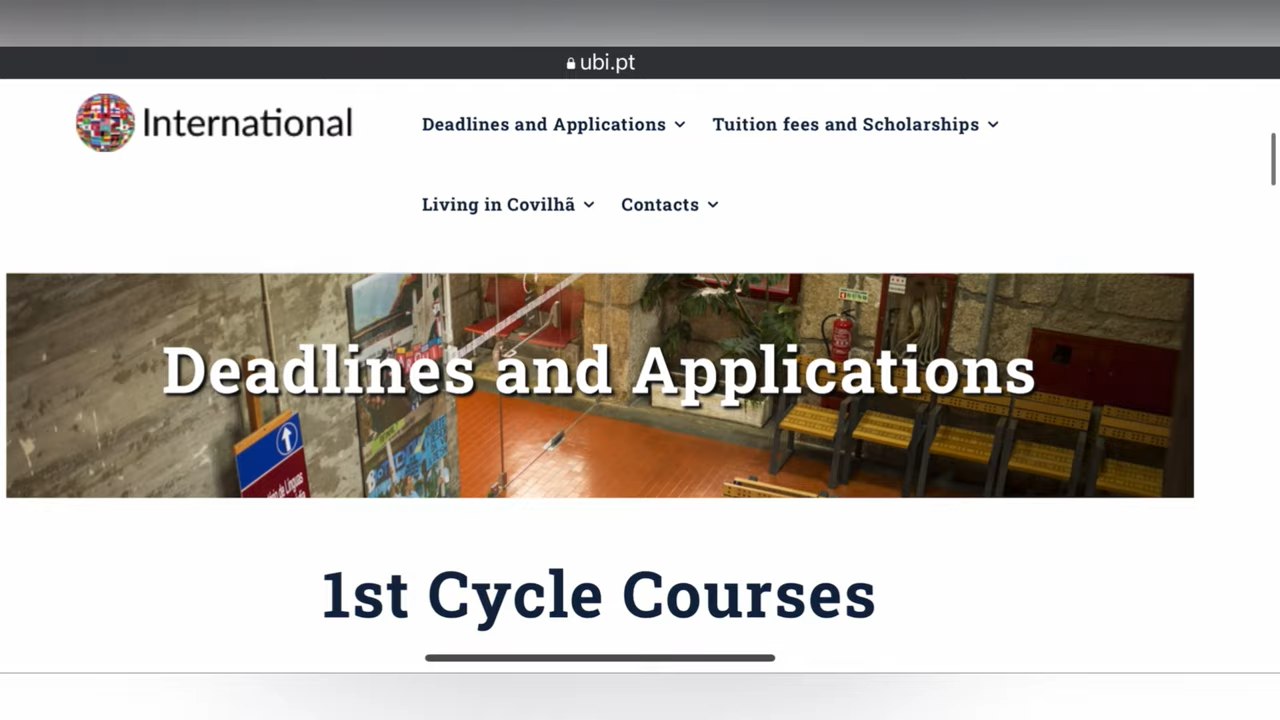 ubi.pt
International
Deadlines and Applications
Tuition fees and Scholarships
Living in Covilhã
Contacts
Deadlines and Applications
1st Cycle Courses